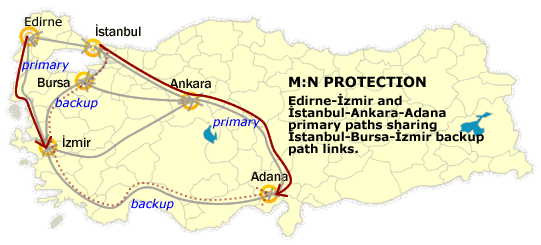 Edirne
İstanbul
primary
Bursa
backup
Ankara
M:N PROTECTION
Edirne-İzmir and
İstanbul-Ankara-Adana
primary paths sharing
İstanbul-Bursa-İzmir backup
path links.
primary
İzmir
Adana
backup